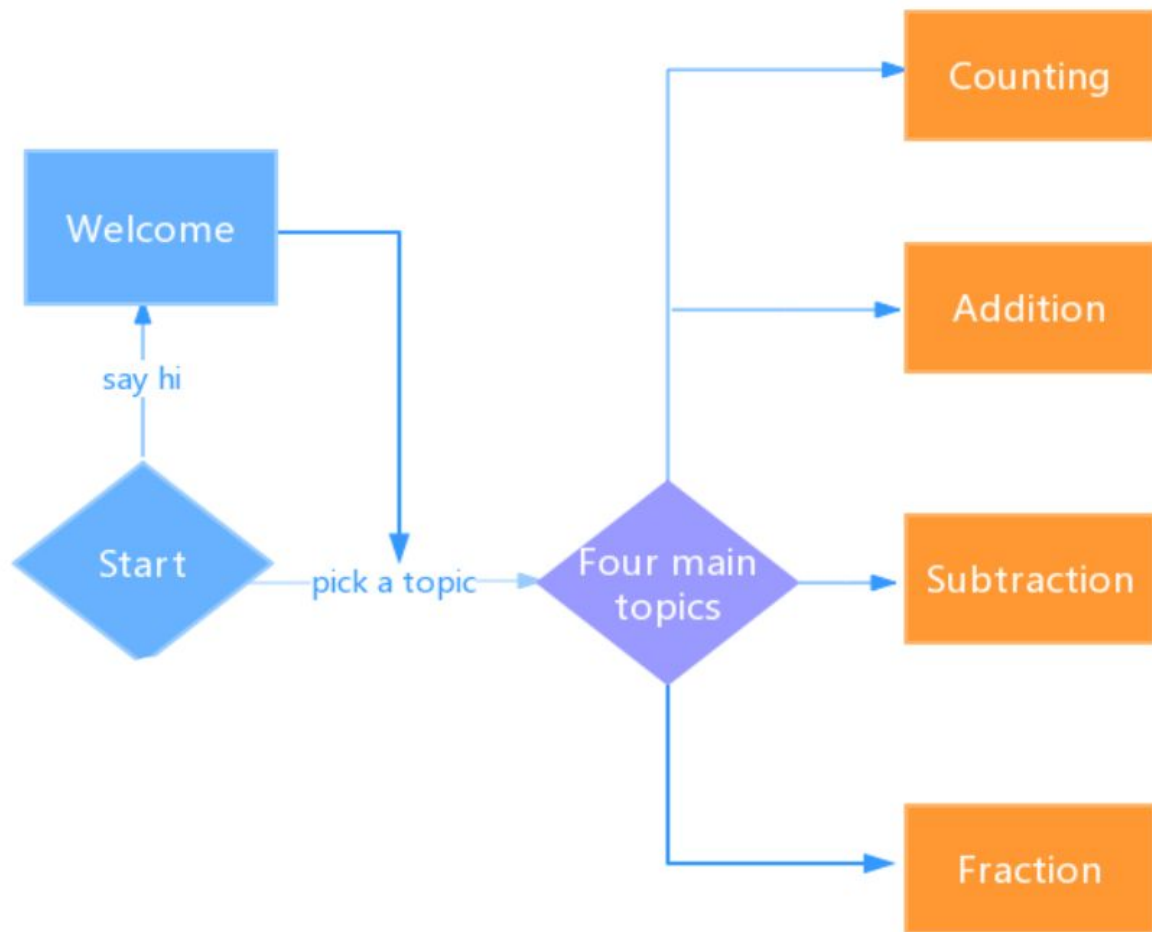 Counting
Welcome
Addition
say hi
Start
pick a topic
Four main
topics
Subtraction
Fraction